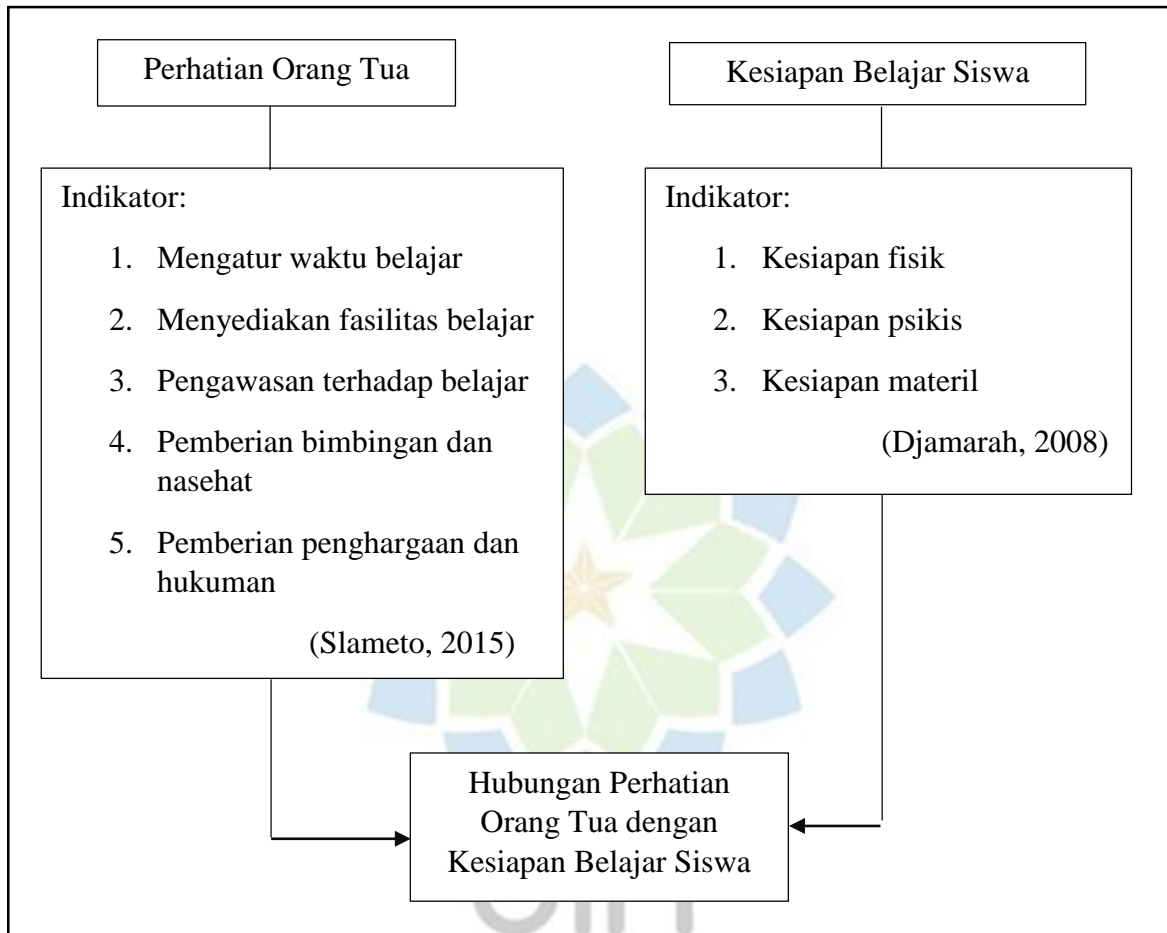 Perhatian Orang Tua
Indikator:
1. Mengatur waktu belajar
2. Menyediakan fasilitas belajar
3. Pengawasan terhadap belajar
4. Pemberian bimbingan dan
nasehat
5. Pemberian penghargaan dan
hukuman
(Slameto, 2015)
Kesiapan Belajar Siswa
Indikator:
1. Kesiapan fisik
2. Kesiapan psikis
3. Kesiapan materil
(Djamarah, 2008)
Hubungan Perhatian
Orang Tua dengan
Kesiapan Belajar Siswa